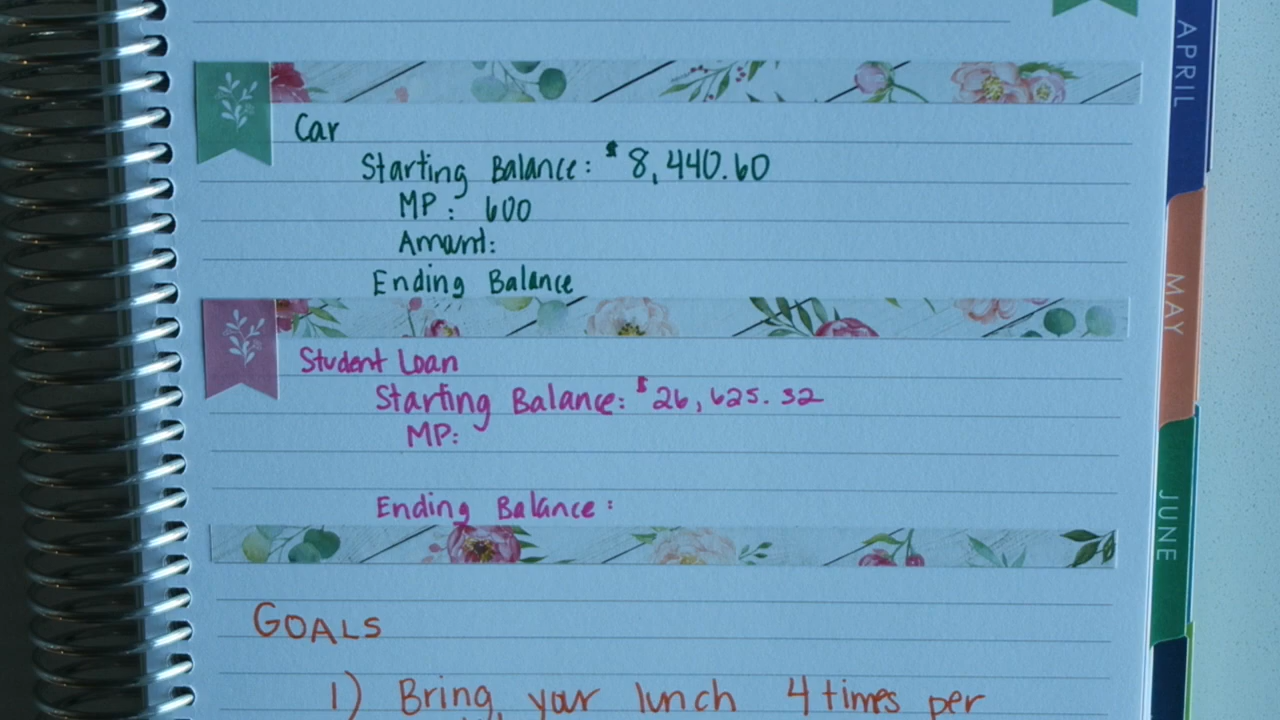 Car
Starting Balance: $8,440.60
MP: 600
Amount:
Ending Balance
Student Loan
Starting Balance: $26,625.32
MP:
Ending Balance:
GOALS
1) Bring your lunch 4 times per
APRIL
MAY
JUNE